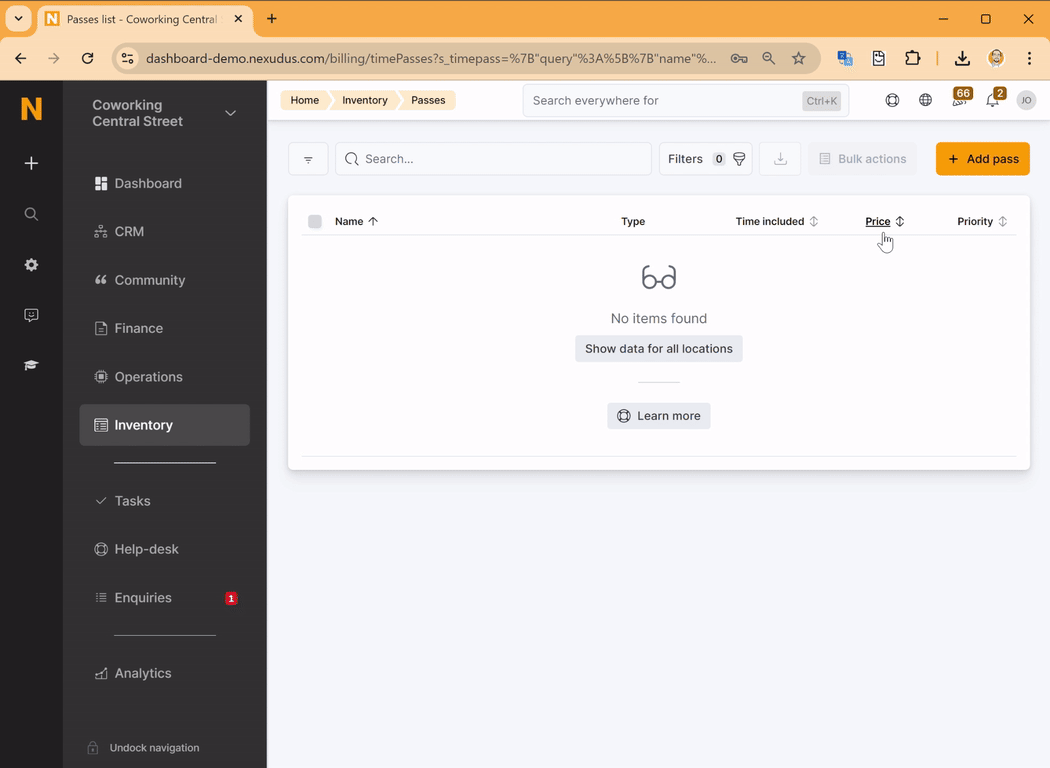 Passes list - Coworking Central
dashboard-demo.nexudus.com/billing/timePasses?s_timepass=%7B"query"%3A%5B%7B"name"%...
N
Coworking
Central Street
Home
Inventory
Passes
Search everywhere for
Ctrl+K
66
2
JO
Dashboard
CRM
Community
Finance
Operations
Inventory
Tasks
Help-desk
Enquiries
1
Analytics
Undock navigation
Search...
Filters 0
Bulk actions
+ Add pass
Name
Type
Time included
Price
Priority
No items found
Show data for all locations
Learn more